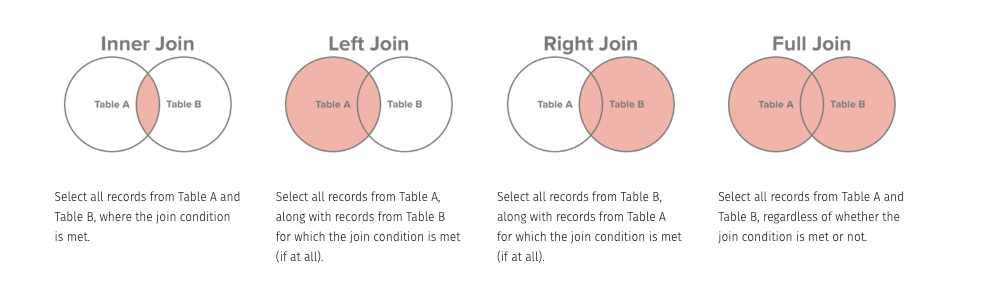 Inner Join
Table A
Table B
Select all records from Table A and
Table B, where the join condition
is met.
Left Join
Table A
Table B
Select all records from Table A,
along with records from Table B
for which the join condition is met
(if at all).
Right Join
Table A
Table B
Select all records from Table B,
along with records from Table A
for which the join condition is met
(if at all).
Full Join
Table A
Table B
Select all records from Table A and
Table B, regardless of whether the
join condition is met or not.